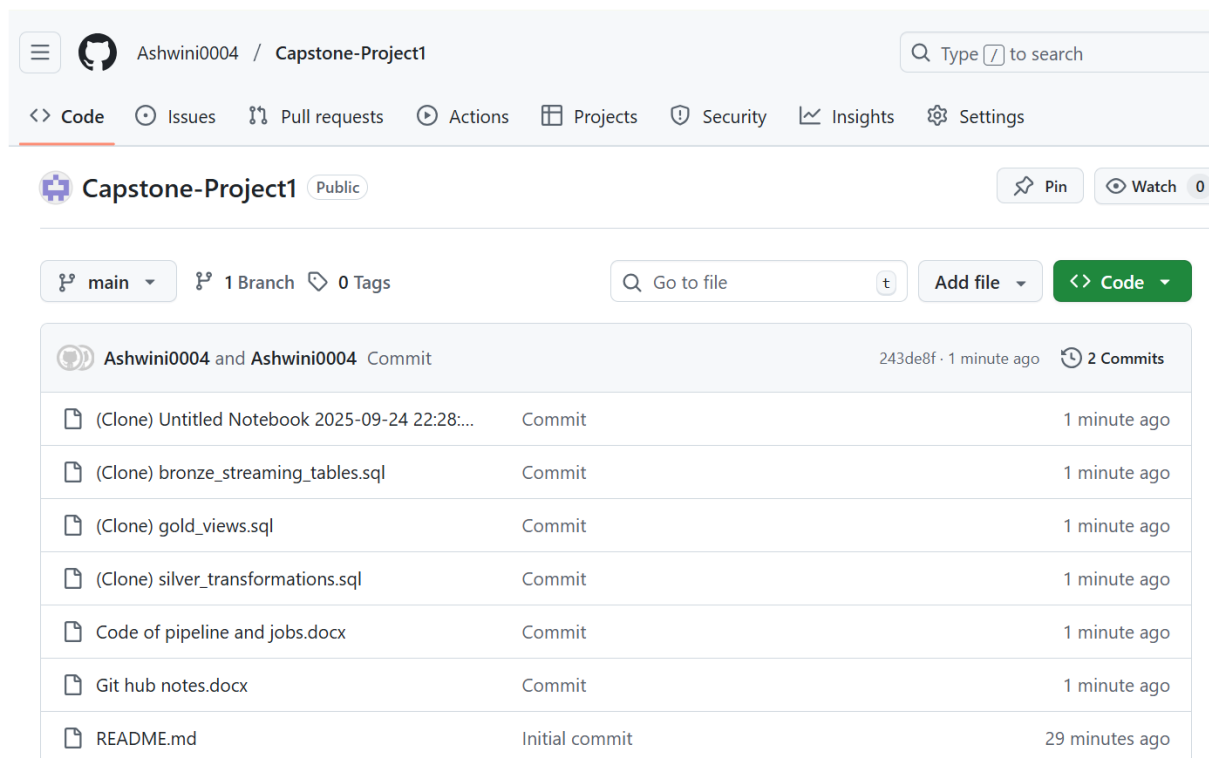 Ashwini0004 / Capstone-Project1 Type / to search
Code Issues Pull requests Actions Projects Security Insights Settings
Capstone-Project1 Public Pin Watch 0
main 1 Branch 0 Tags Go to file t Add file Code
Ashwini0004 and Ashwini0004 Commit 243de8f · 1 minute ago 2 Commits
(Clone) Untitled Notebook 2025-09-24 22:28:... Commit 1 minute ago
(Clone) bronze_streaming_tables.sql Commit 1 minute ago
(Clone) gold_views.sql Commit 1 minute ago
(Clone) silver_transformations.sql Commit 1 minute ago
Code of pipeline and jobs.docx Commit 1 minute ago
Git hub notes.docx Commit 1 minute ago
README.md Initial commit 29 minutes ago